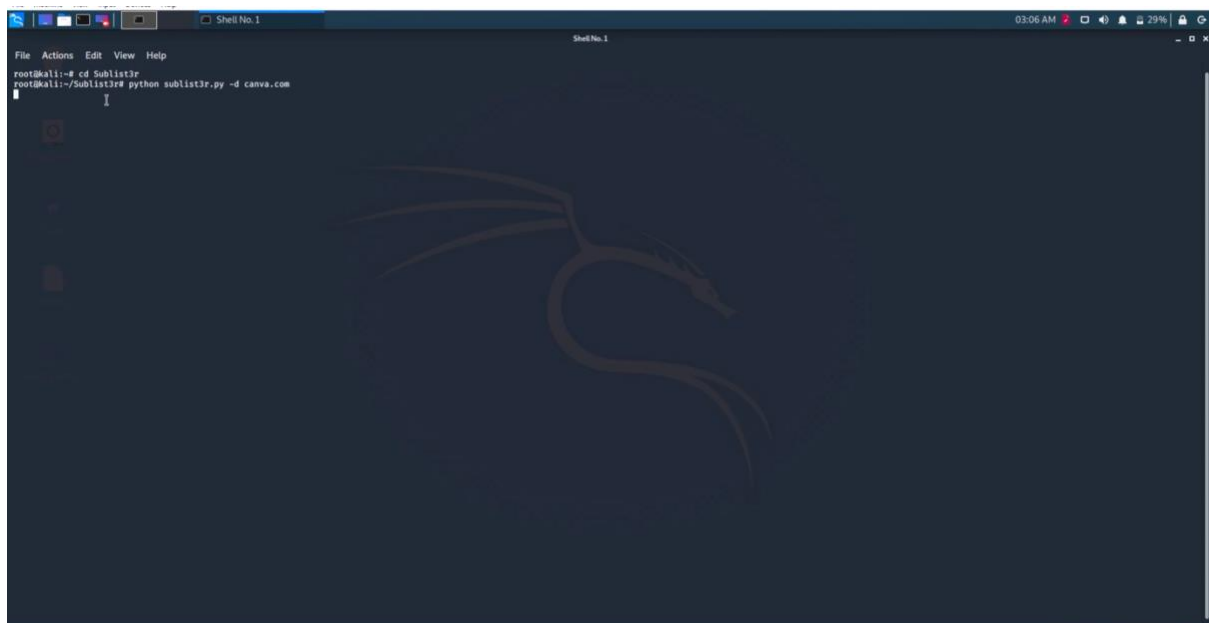 Shell No. 1
03:06 AM
29%
Shell No. 1
File Actions Edit View Help
root@kali:~# cd Sublist3r
root@kali:~/Sublist3r# python sublist3r.py -d canva.com